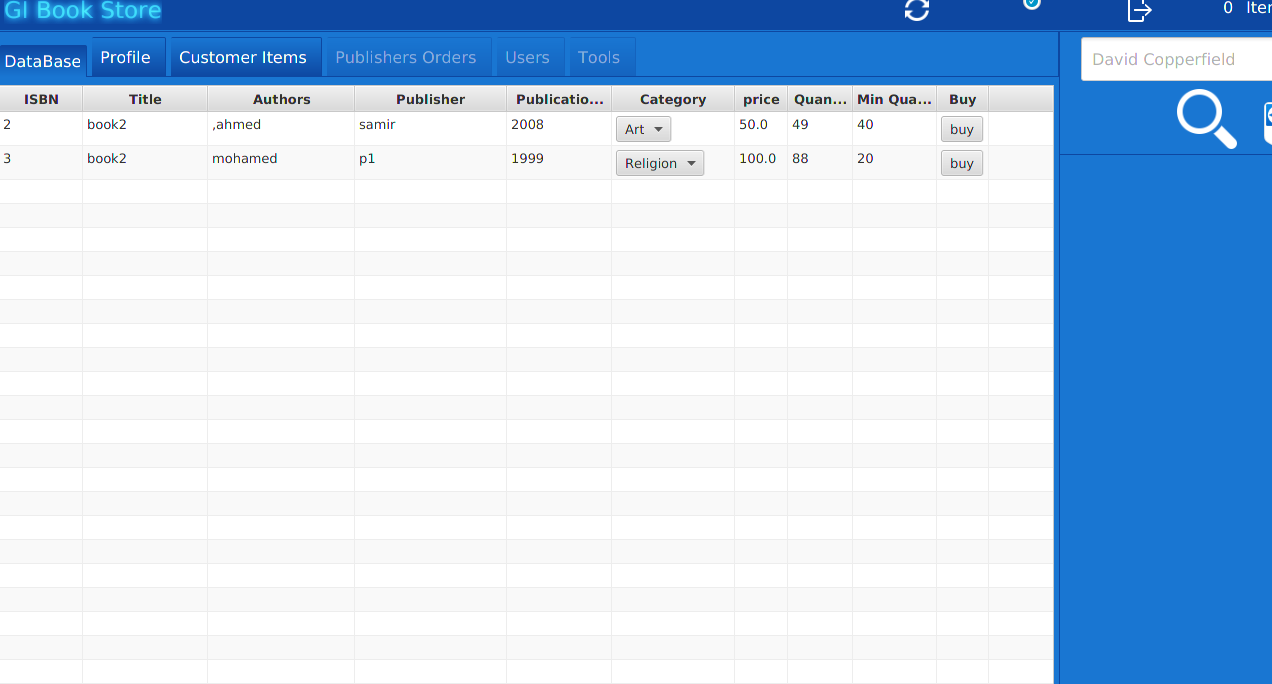 GI Book Store
0 Iter
DataBase Profile Customer Items Publishers Orders Users Tools
David Copperfield
ISBN Title Authors Publisher Publicatio... Category price Quan... Min Qua... Buy
2 book2 ,ahmed samir 2008 Art 50.0 49 40 buy
3 book2 mohamed p1 1999 Religion 100.0 88 20 buy